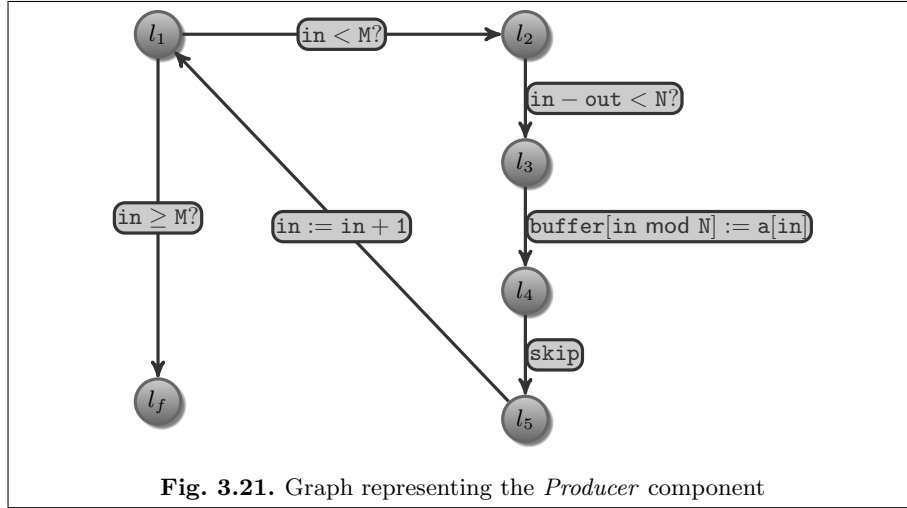 l₁ in < M? l₂
in − out < N?
l₃
in ≥ M? in := in + 1 buffer[in mod N] := a[in]
l₄
skip
l_f l₅
Fig. 3.21. Graph representing the Producer component